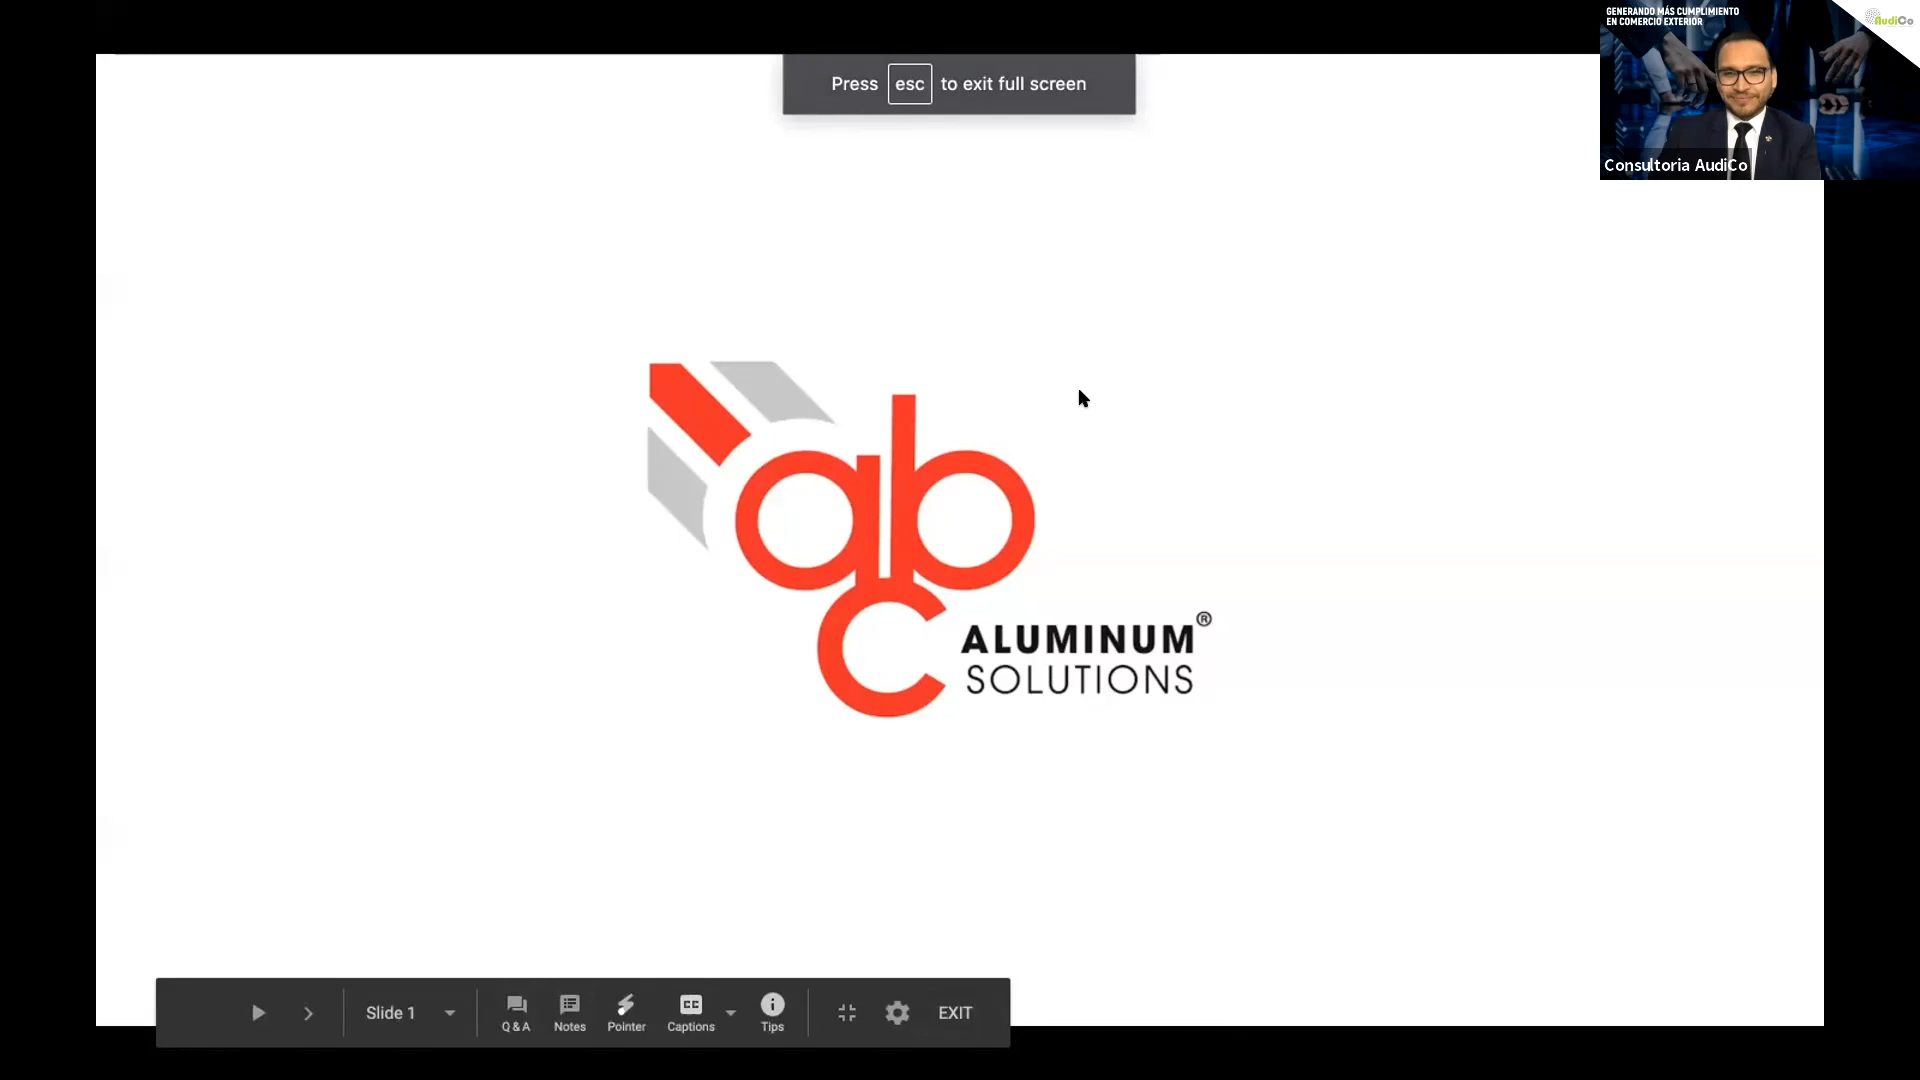 GENERANDO MÁS CUMPLIMIENTO
EN COMERCIO EXTERIOR
AudiCo
Consultoria AudiCo
Press esc to exit full screen
abc
ALUMINUM®
SOLUTIONS
Slide 1
Q & A
Notes
Pointer
CC
Captions
Tips
EXIT